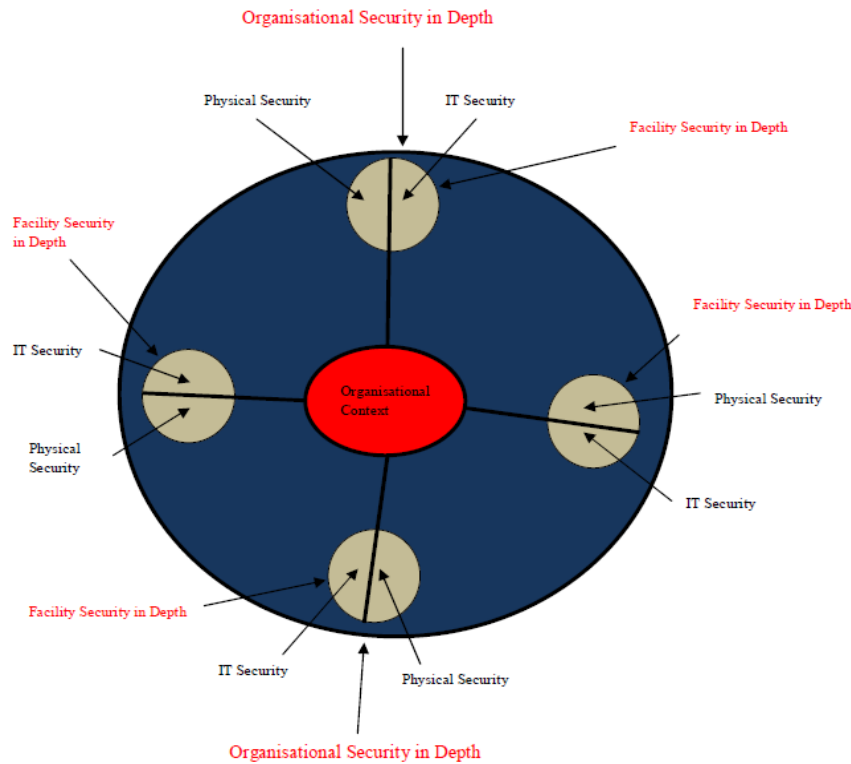 Organisational Security in Depth
Physical Security
IT Security
Facility Security in Depth
Facility Security
in Depth
Facility Security in Depth
IT Security
Organisational
Context
Physical Security
Physical
Security
IT Security
Facility Security in Depth
IT Security
Physical Security
Organisational Security in Depth